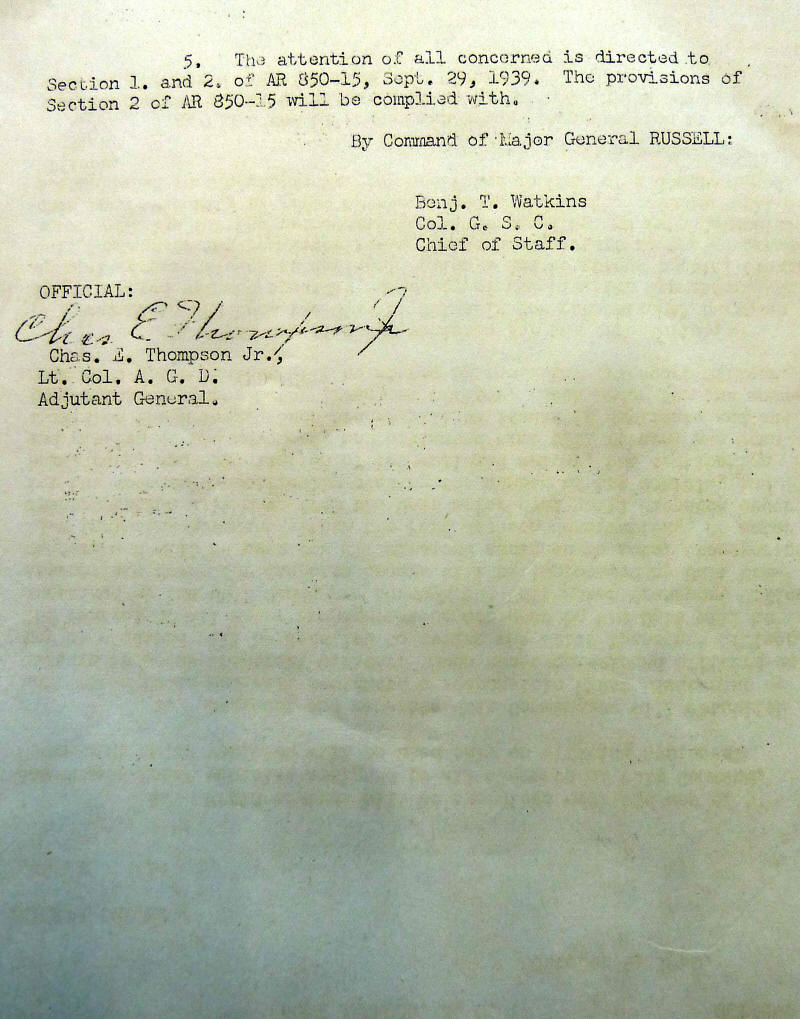 5. The attention of all concerned is directed to
Section 1. and 2. of AR 850-15, Sept. 29, 1939. The provisions of
Section 2 of AR 850-15 will be complied with.
By Command of Major General RUSSELL:
Benj. T. Watkins
Col. G. S. C.
Chief of Staff.
OFFICIAL:
Chas E Thompson Jr
Chas. E. Thompson Jr.,
Lt. Col. A. G. D.
Adjutant General.